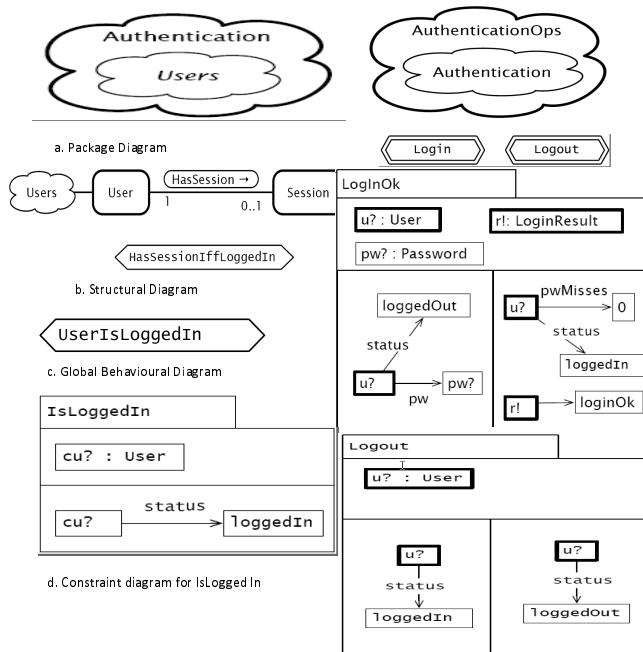 Authentication
Users
AuthenticationOps
Authentication
a. Package Diagram
Login
Logout
Users
User
HasSession →
1
0..1
Session
HasSessionIffLoggedIn
b. Structural Diagram
UserIsLoggedIn
c. Global Behavioural Diagram
IsLoggedIn
cu? : User
cu?
status
loggedIn
d. Constraint diagram for IsLogged In
LogInOk
u? : User
r!: LoginResult
pw? : Password
loggedOut
status
u?
pw
pw?
u?
pwMisses
0
status
loggedIn
r!
loginOk
Logout
u? : User
u?
status
loggedIn
u?
status
loggedOut